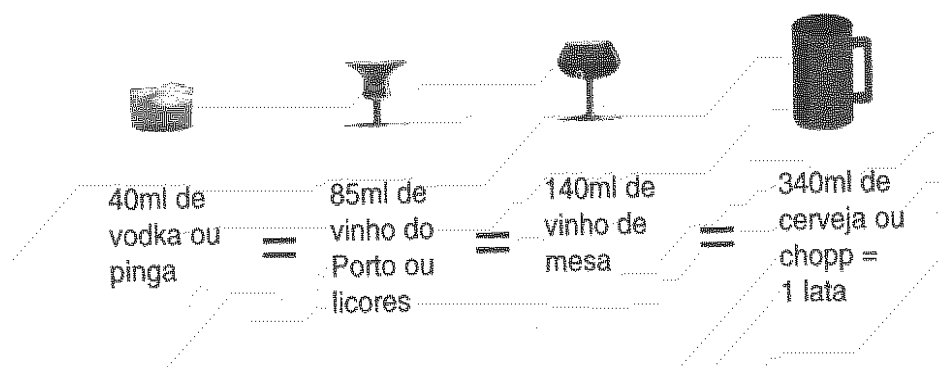 40ml de
vodka ou
pinga
=
85ml de
vinho do
Porto ou
licores
=
140ml de
vinho de
mesa
=
340ml de
cerveja ou
chopp =
1 lata